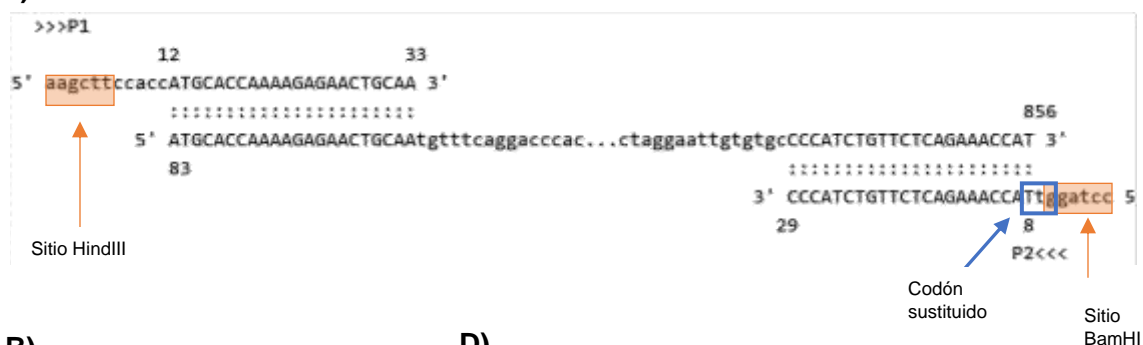 >>>P1
12 33
5' aagcttccaccATGCACCAAAAGAGAACTGCAA 3'
:::::::::::::::::::::: 856
5' ATGCACCAAAAGAGAACTGCAAtgtttcaggacccac...ctaggaattgtgtgcCCCATCTGTTCTCAGAAACCAT 3'
83 ::::::::::::::::::::::
3' CCCATCTGTTCTCAGAAACCATtggatcc 5
29 8
P2<<<
Sitio HindIII
Codón
sustituido
Sitio
BamHI
B)
D)